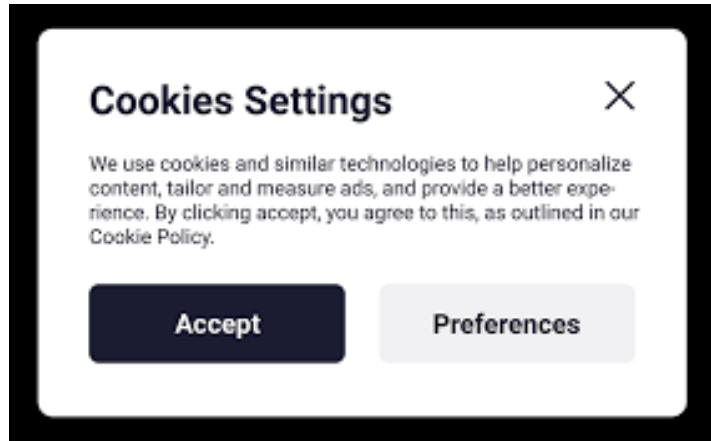 Cookies Settings
We use cookies and similar technologies to help personalize
content, tailor and measure ads, and provide a better expe-
rience. By clicking accept, you agree to this, as outlined in our
Cookie Policy.
Accept
Preferences